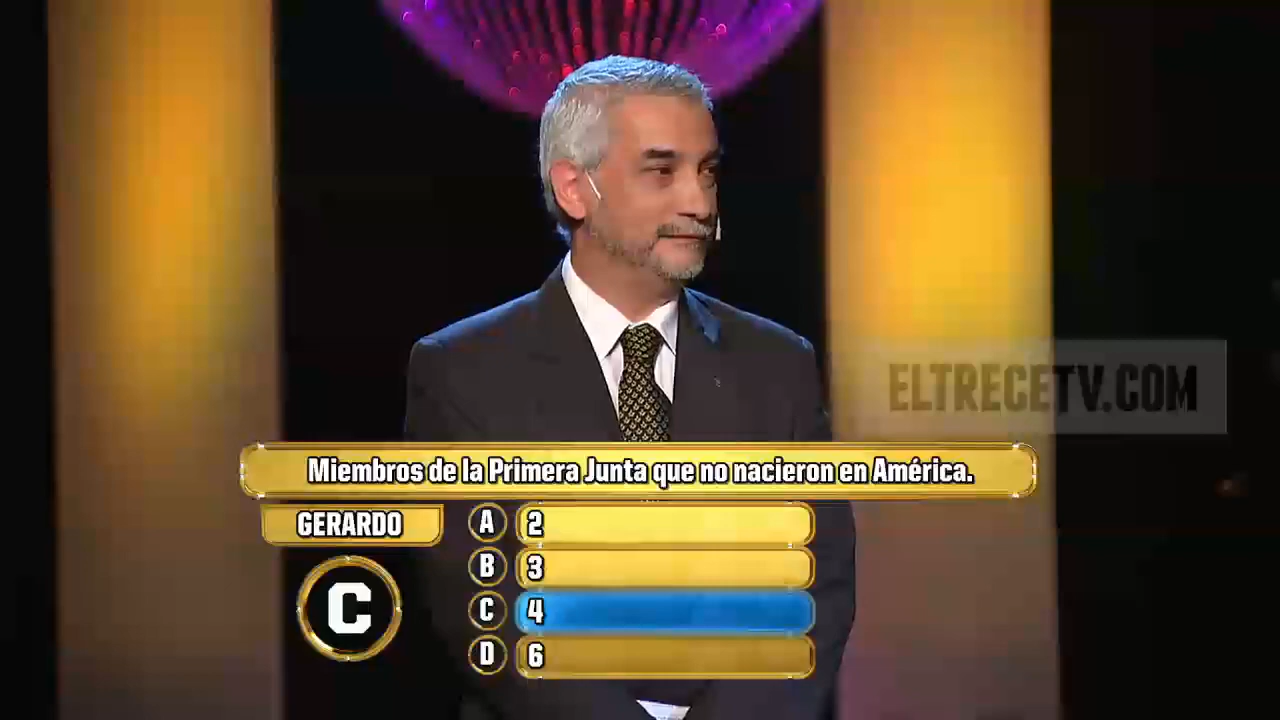 ELTRECETV.COM
Miembros de la Primera Junta que no nacieron en América.
GERARDO
C
A 2
B 3
C 4
D 6